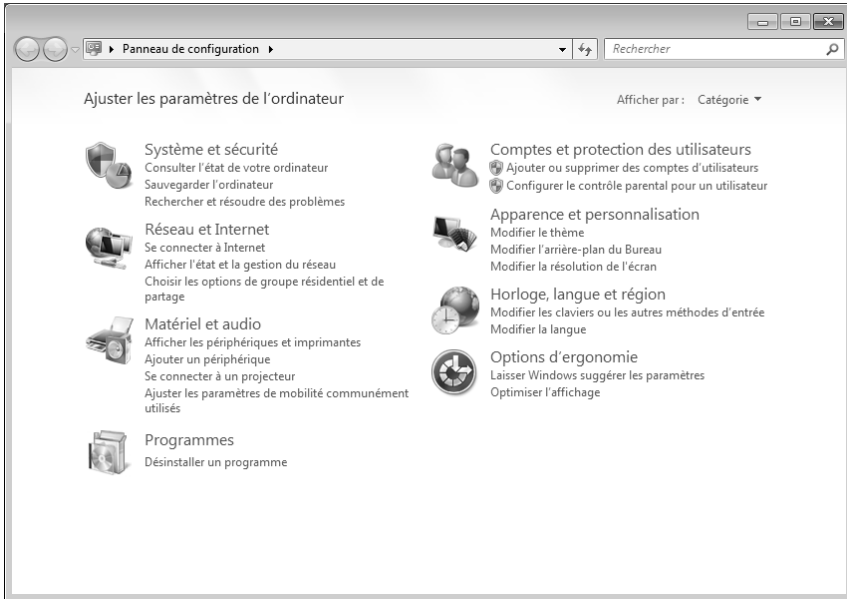 Panneau de configuration
Rechercher
Ajuster les paramètres de l'ordinateur
Afficher par : Catégorie
Système et sécurité
Consulter l'état de votre ordinateur
Sauvegarder l'ordinateur
Rechercher et résoudre des problèmes
Réseau et Internet
Se connecter à Internet
Afficher l'état et la gestion du réseau
Choisir les options de groupe résidentiel et de
partage
Matériel et audio
Afficher les périphériques et imprimantes
Ajouter un périphérique
Se connecter à un projecteur
Ajuster les paramètres de mobilité communément
utilisés
Programmes
Désinstaller un programme
Comptes et protection des utilisateurs
Ajouter ou supprimer des comptes d'utilisateurs
Configurer le contrôle parental pour un utilisateur
Apparence et personnalisation
Modifier le thème
Modifier l'arrière-plan du Bureau
Modifier la résolution de l'écran
Horloge, langue et région
Modifier les claviers ou les autres méthodes d'entrée
Modifier la langue
Options d'ergonomie
Laisser Windows suggérer les paramètres
Optimiser l'affichage